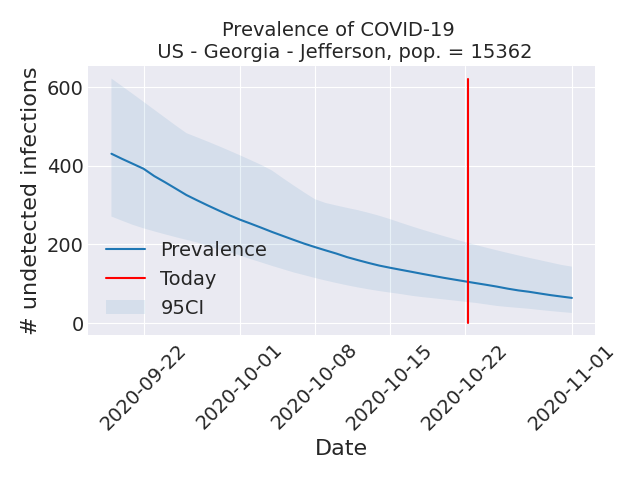 Prevalence of COVID-19
US - Georgia - Jefferson, pop. = 15362
# undetected infections
600
400
200
0
Prevalence
Today
95CI
2020-09-22
2020-10-01
2020-10-08
2020-10-15
2020-10-22
2020-11-01
Date